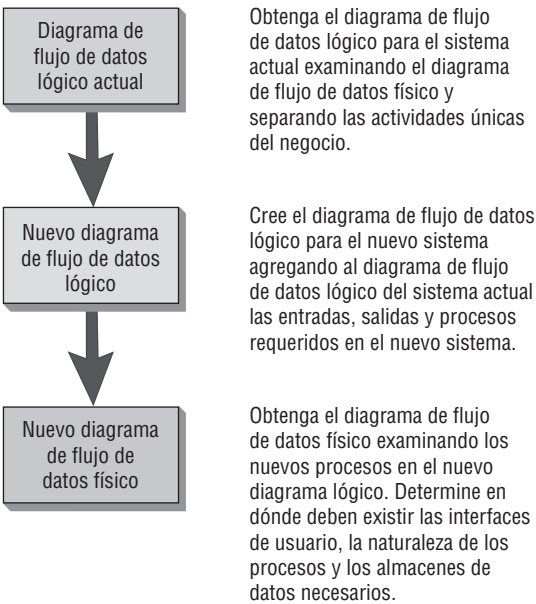 Diagrama de
flujo de datos
lógico actual
Obtenga el diagrama de flujo
de datos lógico para el sistema
actual examinando el diagrama
de flujo de datos físico y
separando las actividades únicas
del negocio.
Nuevo diagrama
de flujo de datos
lógico
Cree el diagrama de flujo de datos
lógico para el nuevo sistema
agregando al diagrama de flujo
de datos lógico del sistema actual
las entradas, salidas y procesos
requeridos en el nuevo sistema.
Nuevo diagrama
de flujo de
datos físico
Obtenga el diagrama de flujo
de datos físico examinando los
nuevos procesos en el nuevo
diagrama lógico. Determine en
dónde deben existir las interfaces
de usuario, la naturaleza de los
procesos y los almacenes de
datos necesarios.